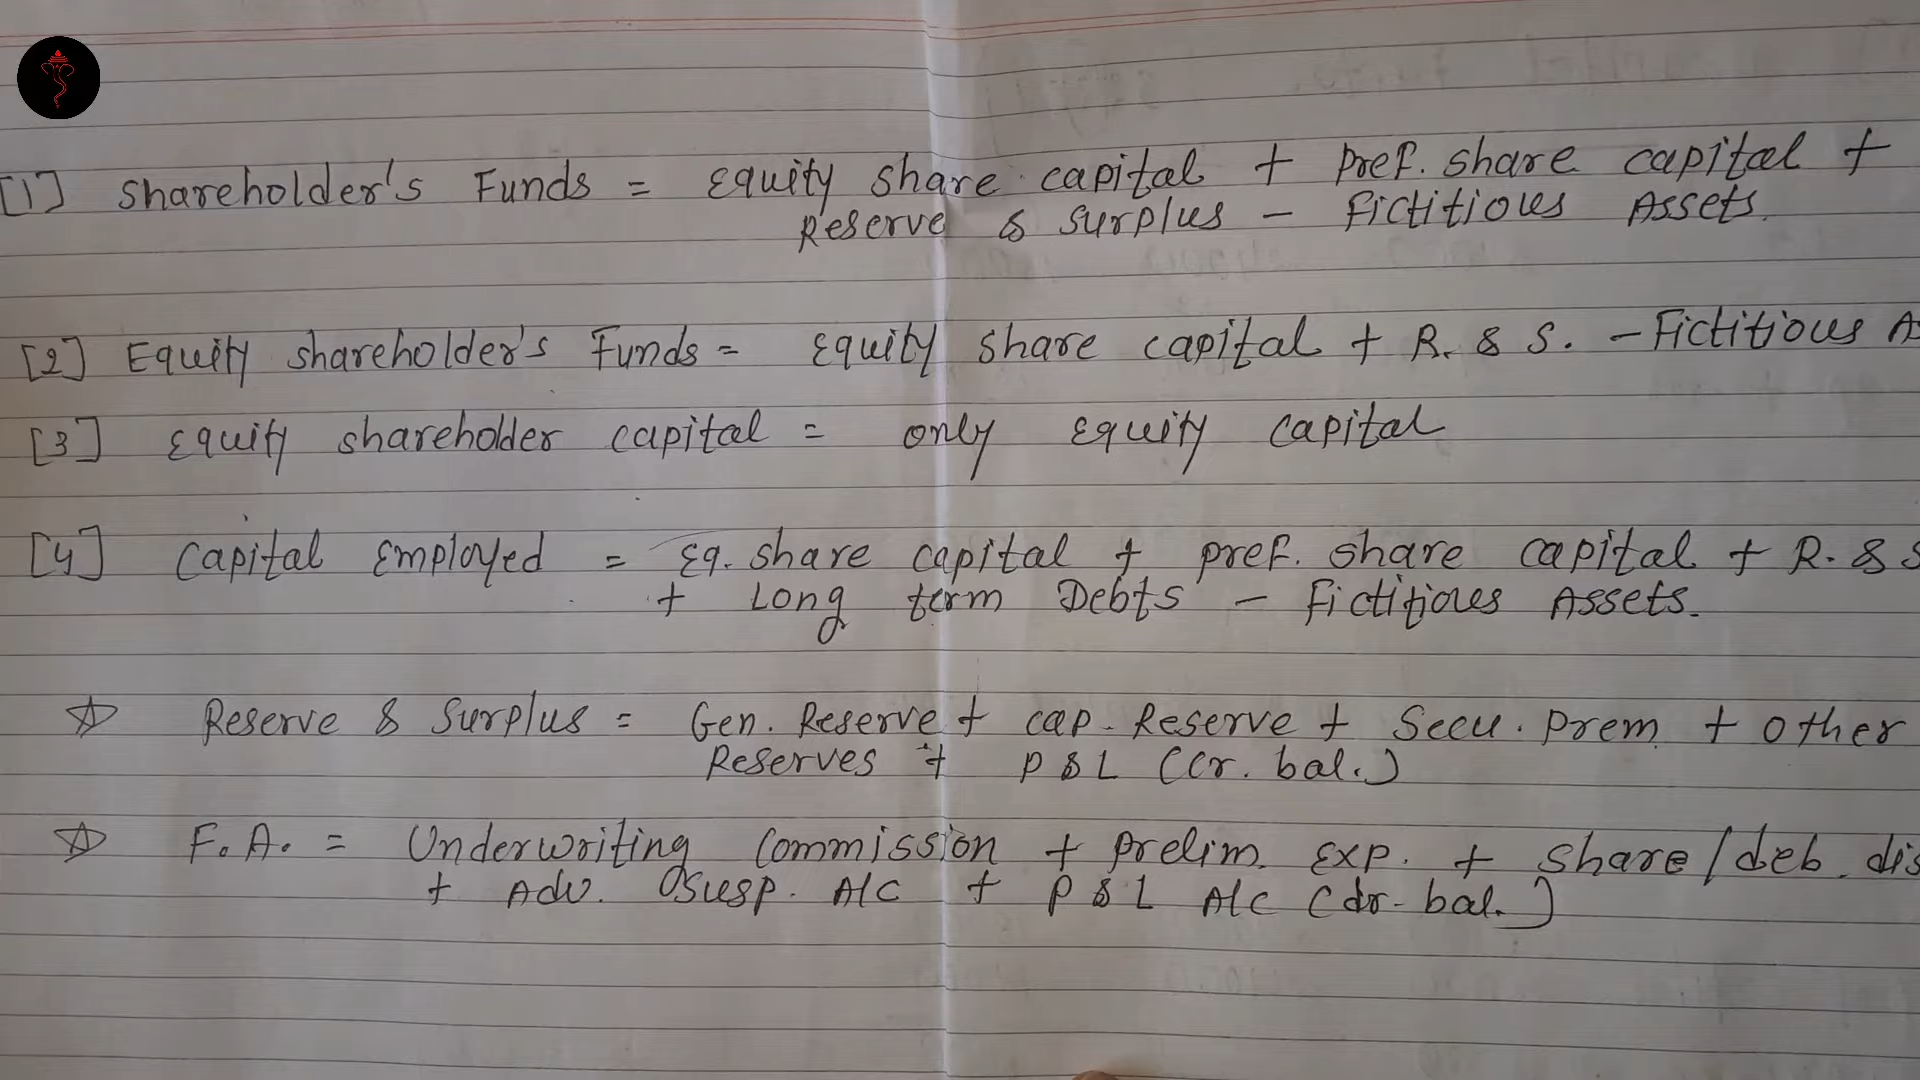 [1] Shareholder's Funds = Equity share capital + Pref. share capital +
Reserve & Surplus - Fictitious Assets.
[2] Equity shareholder's Funds = Equity share capital + R. & S. - Fictitious
[3] Equity shareholder capital = only equity capital
[4] Capital Employed = Eq. share capital + pref. share capital + R. & S
+ Long term Debts - Fictitious Assets.
☆ Reserve & Surplus = Gen. Reserve + cap. Reserve + Secu. Prem. + other
Reserves + P & L (cr. bal.)
☆ F.A. = Underwriting Commission + Prelim. Exp. + share/deb. dis
+ Adv. Susp. A/C + P & L A/C (dr. bal.)